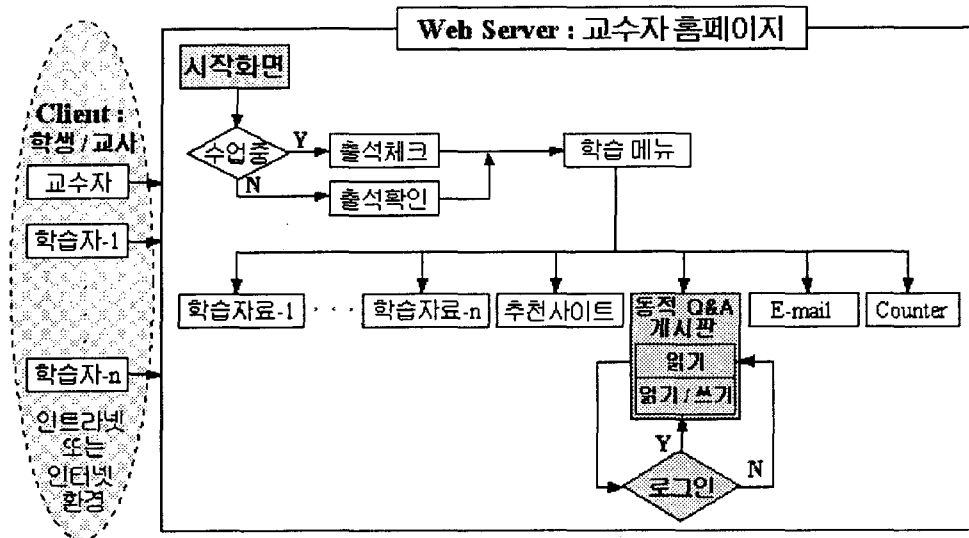 Web Server : 교수자 홈페이지
시작화면
Client :
학생 / 교사
수업중
Y
출석체크
학습 메뉴
교수자
N
출석확인
학습자-1
학습자료-1
· · ·
학습자료-n
추천사이트
동적 Q&A
게시판
E-mail
Counter
읽기
읽기 / 쓰기
학습자-n
인트라넷
또는
인터넷
환경
Y
N
로그인